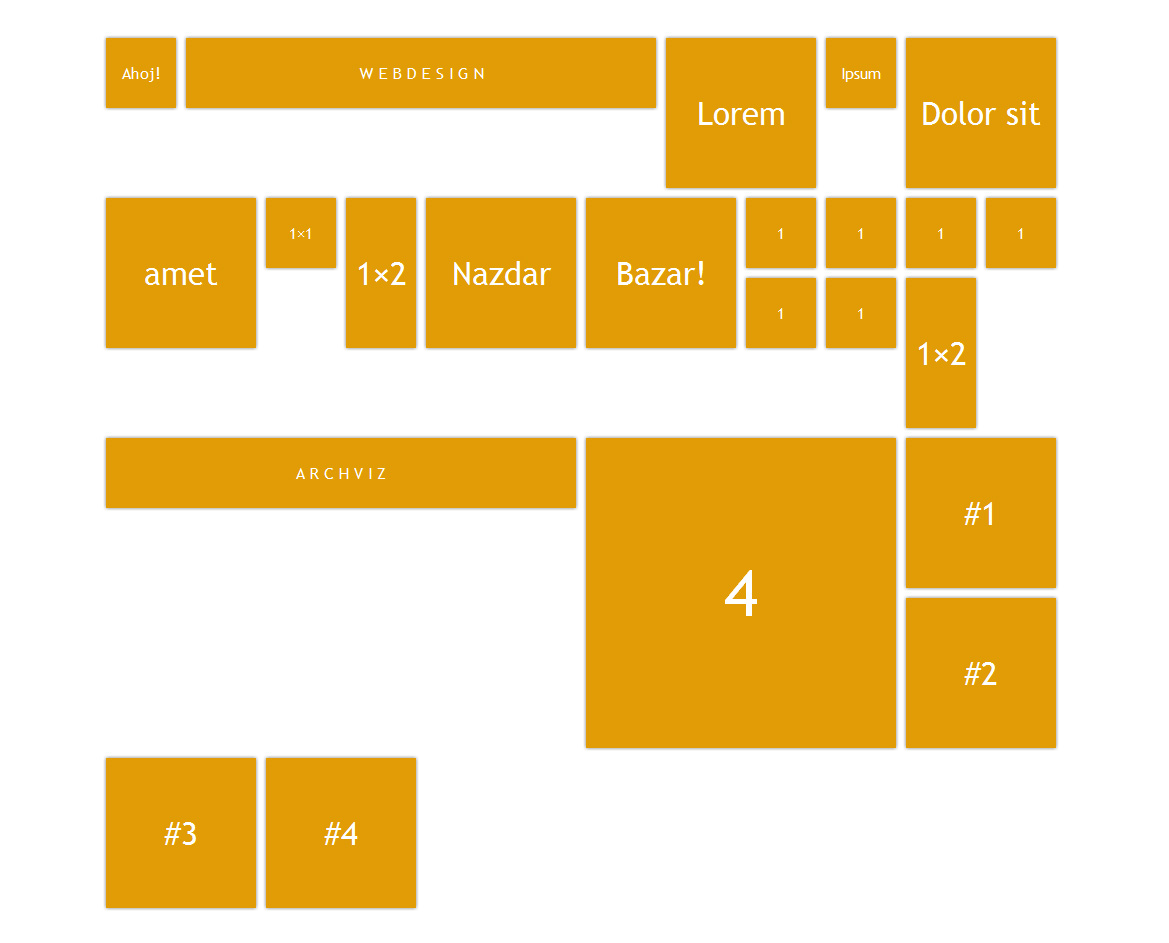 Ahoj!
WEBDESIGN
Lorem
Ipsum
Dolor sit
amet
1×1
1×2
Nazdar
Bazar!
1
1
1
1
1
1
1×2
ARCHVIZ
4
#1
#2
#3
#4